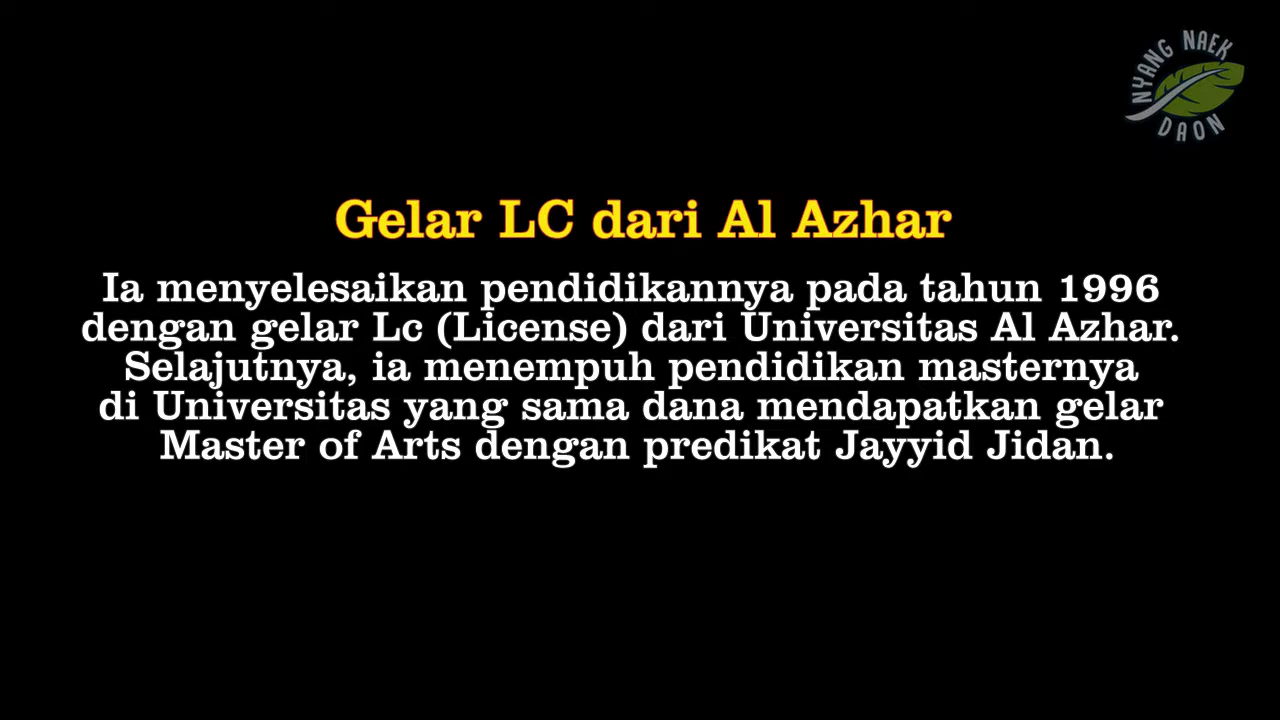 NYANG NAEK
DAON
Gelar LC dari Al Azhar
Ia menyelesaikan pendidikannya pada tahun 1996
dengan gelar Lc (License) dari Universitas Al Azhar.
Selajutnya, ia menempuh pendidikan masternya
di Universitas yang sama dana mendapatkan gelar
Master of Arts dengan predikat Jayyid Jidan.